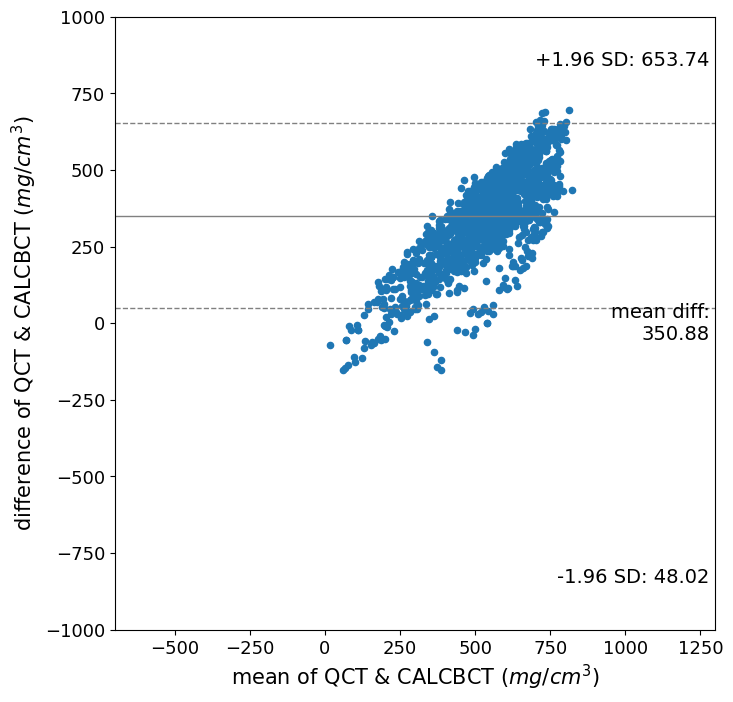 1000
750
500
250
0
−250
−500
−750
−1000
difference of QCT & CALCBCT (mg/cm³)
+1.96 SD: 653.74
mean diff:
350.88
-1.96 SD: 48.02
−500 −250 0 250 500 750 1000 1250
mean of QCT & CALCBCT (mg/cm³)